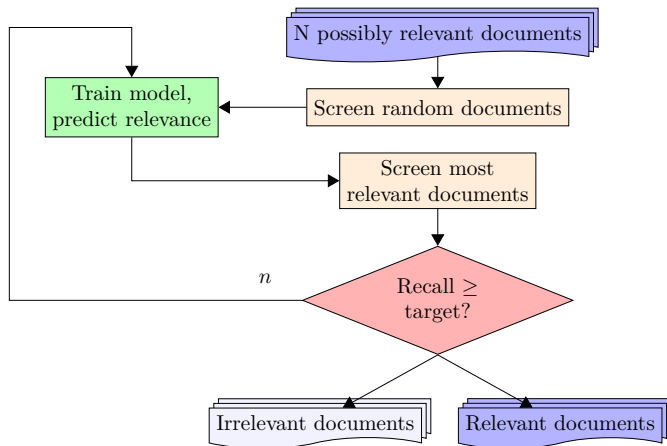 N possibly relevant documents
Train model,
predict relevance
Screen random documents
Screen most
relevant documents
n
Recall ≥
target?
Irrelevant documents
Relevant documents